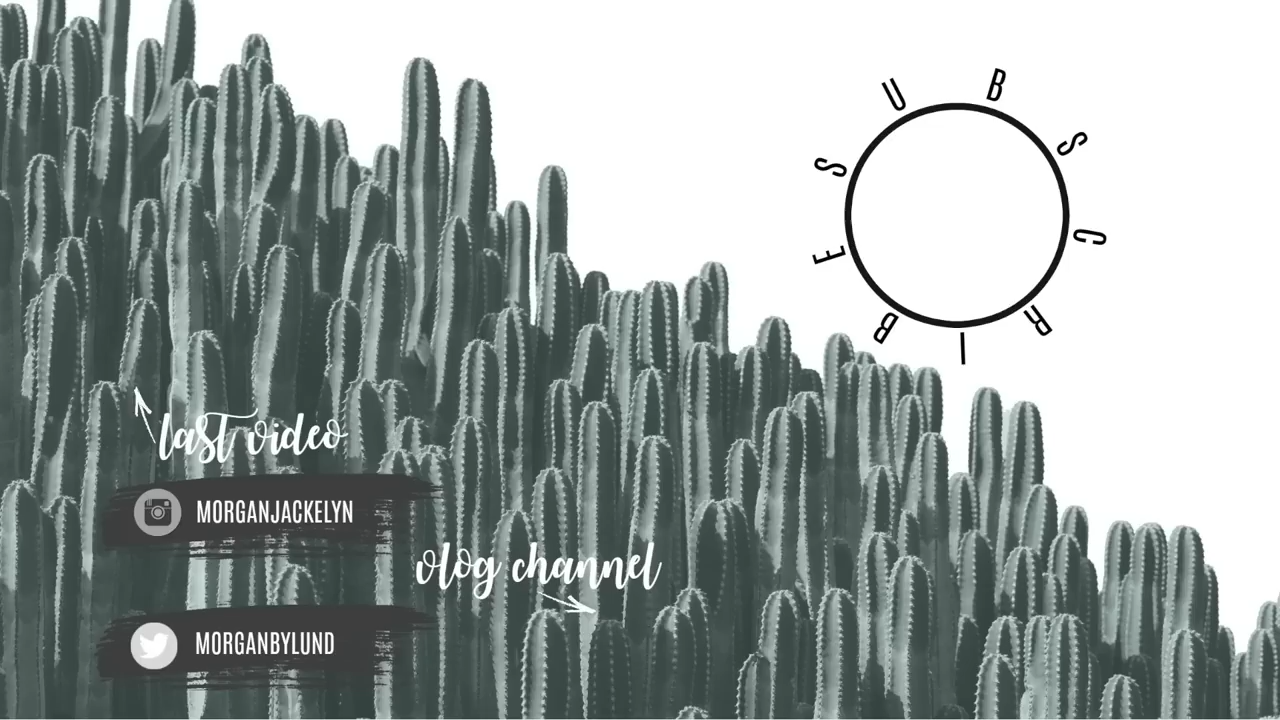 SUBSCRIBE
last video
MORGANJACKELYN
vlog channel
MORGANBYLUND